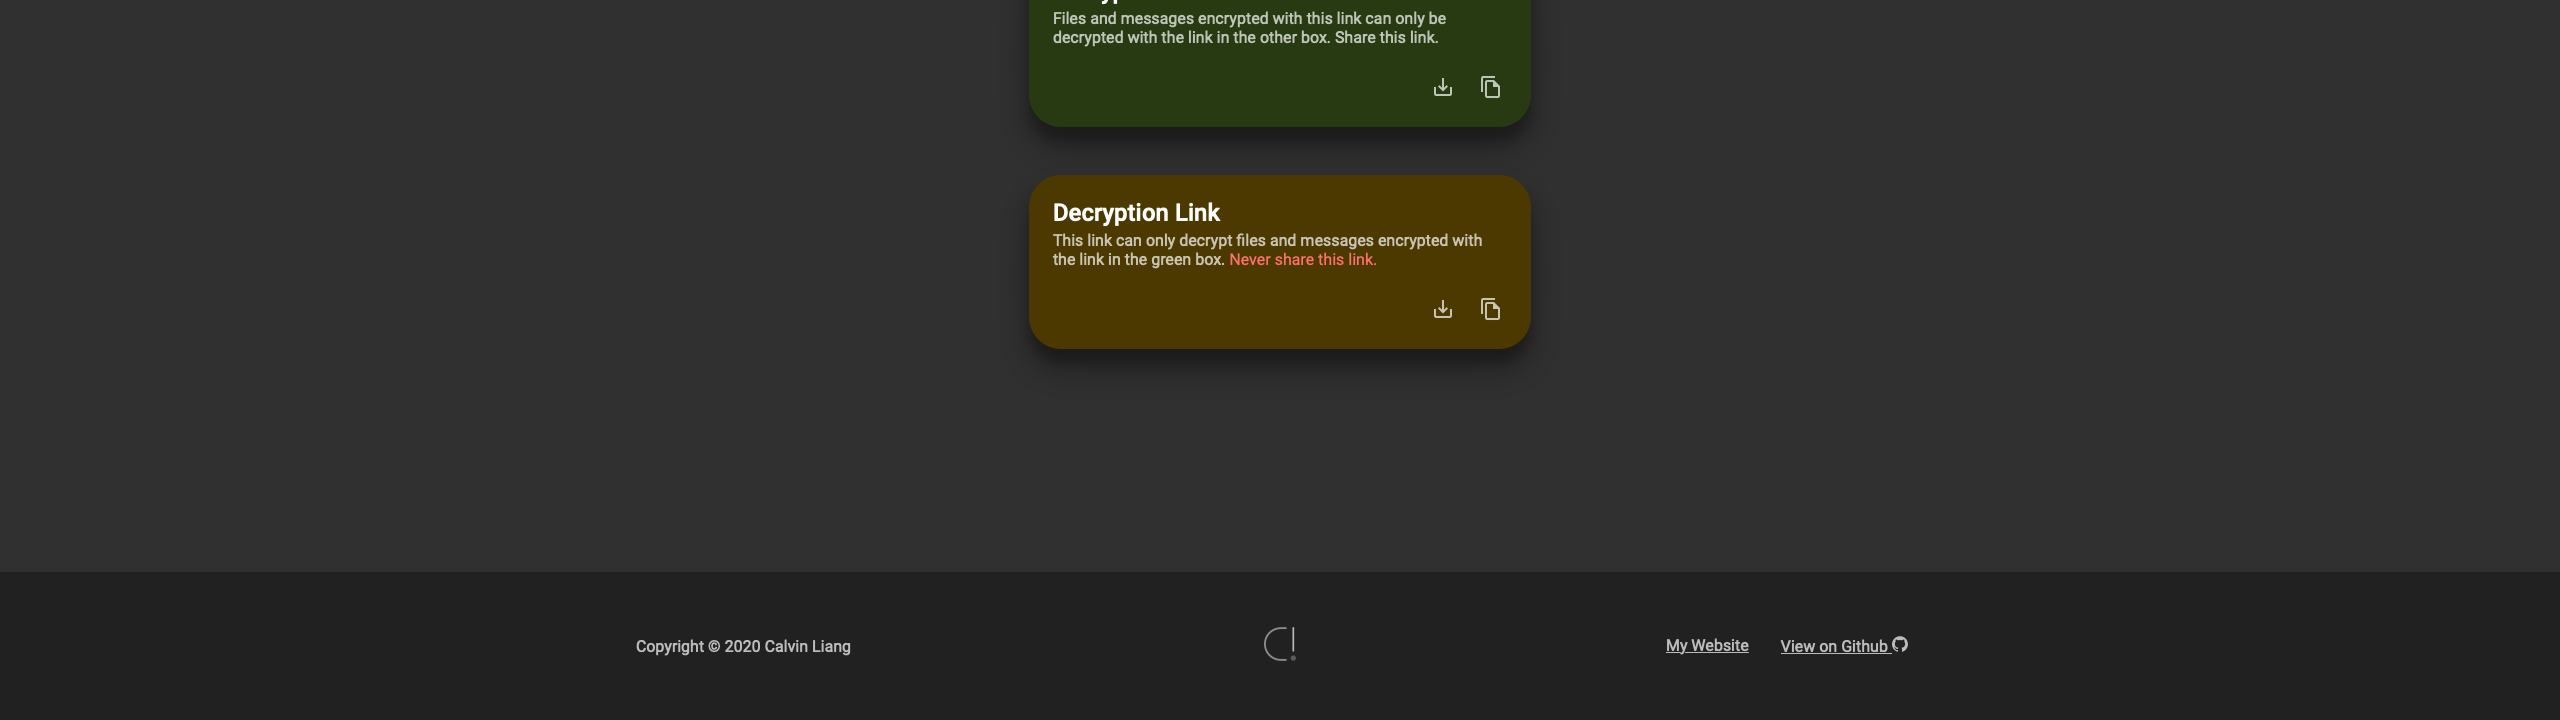 Files and messages encrypted with this link can only be
decrypted with the link in the other box. Share this link.
Decryption Link
This link can only decrypt files and messages encrypted with
the link in the green box. Never share this link.
Copyright © 2020 Calvin Liang
My Website
View on Github